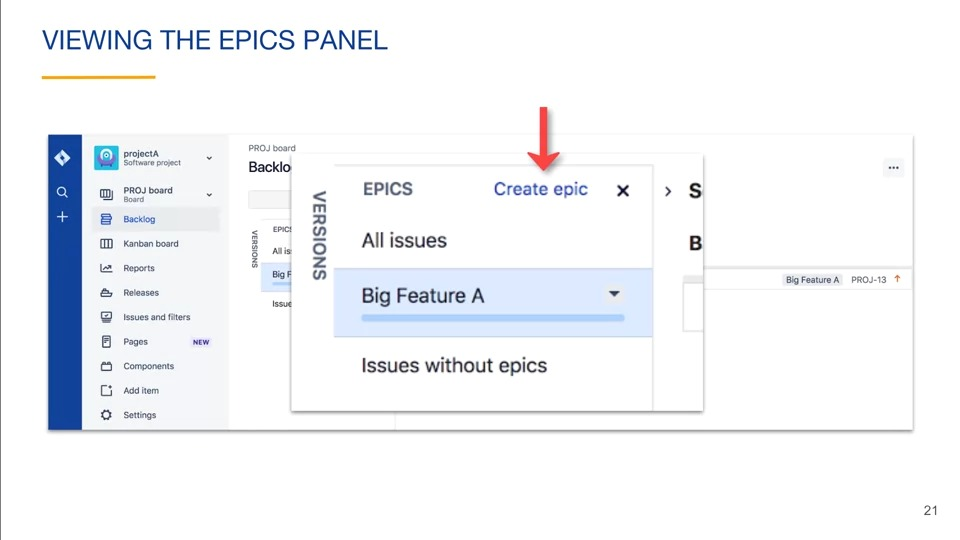 VIEWING THE EPICS PANEL
projectA
Software project
PROJ board
Board
Backlog
Kanban board
Reports
Releases
Issues and filters
Pages NEW
Components
Add item
Settings
PROJ board
Backlo
VERSIONS
EPICS
All is
Big F
Issue
VERSIONS
EPICS Create epic
All issues
Big Feature A
Issues without epics
S
B
Big Feature A PROJ-13
21